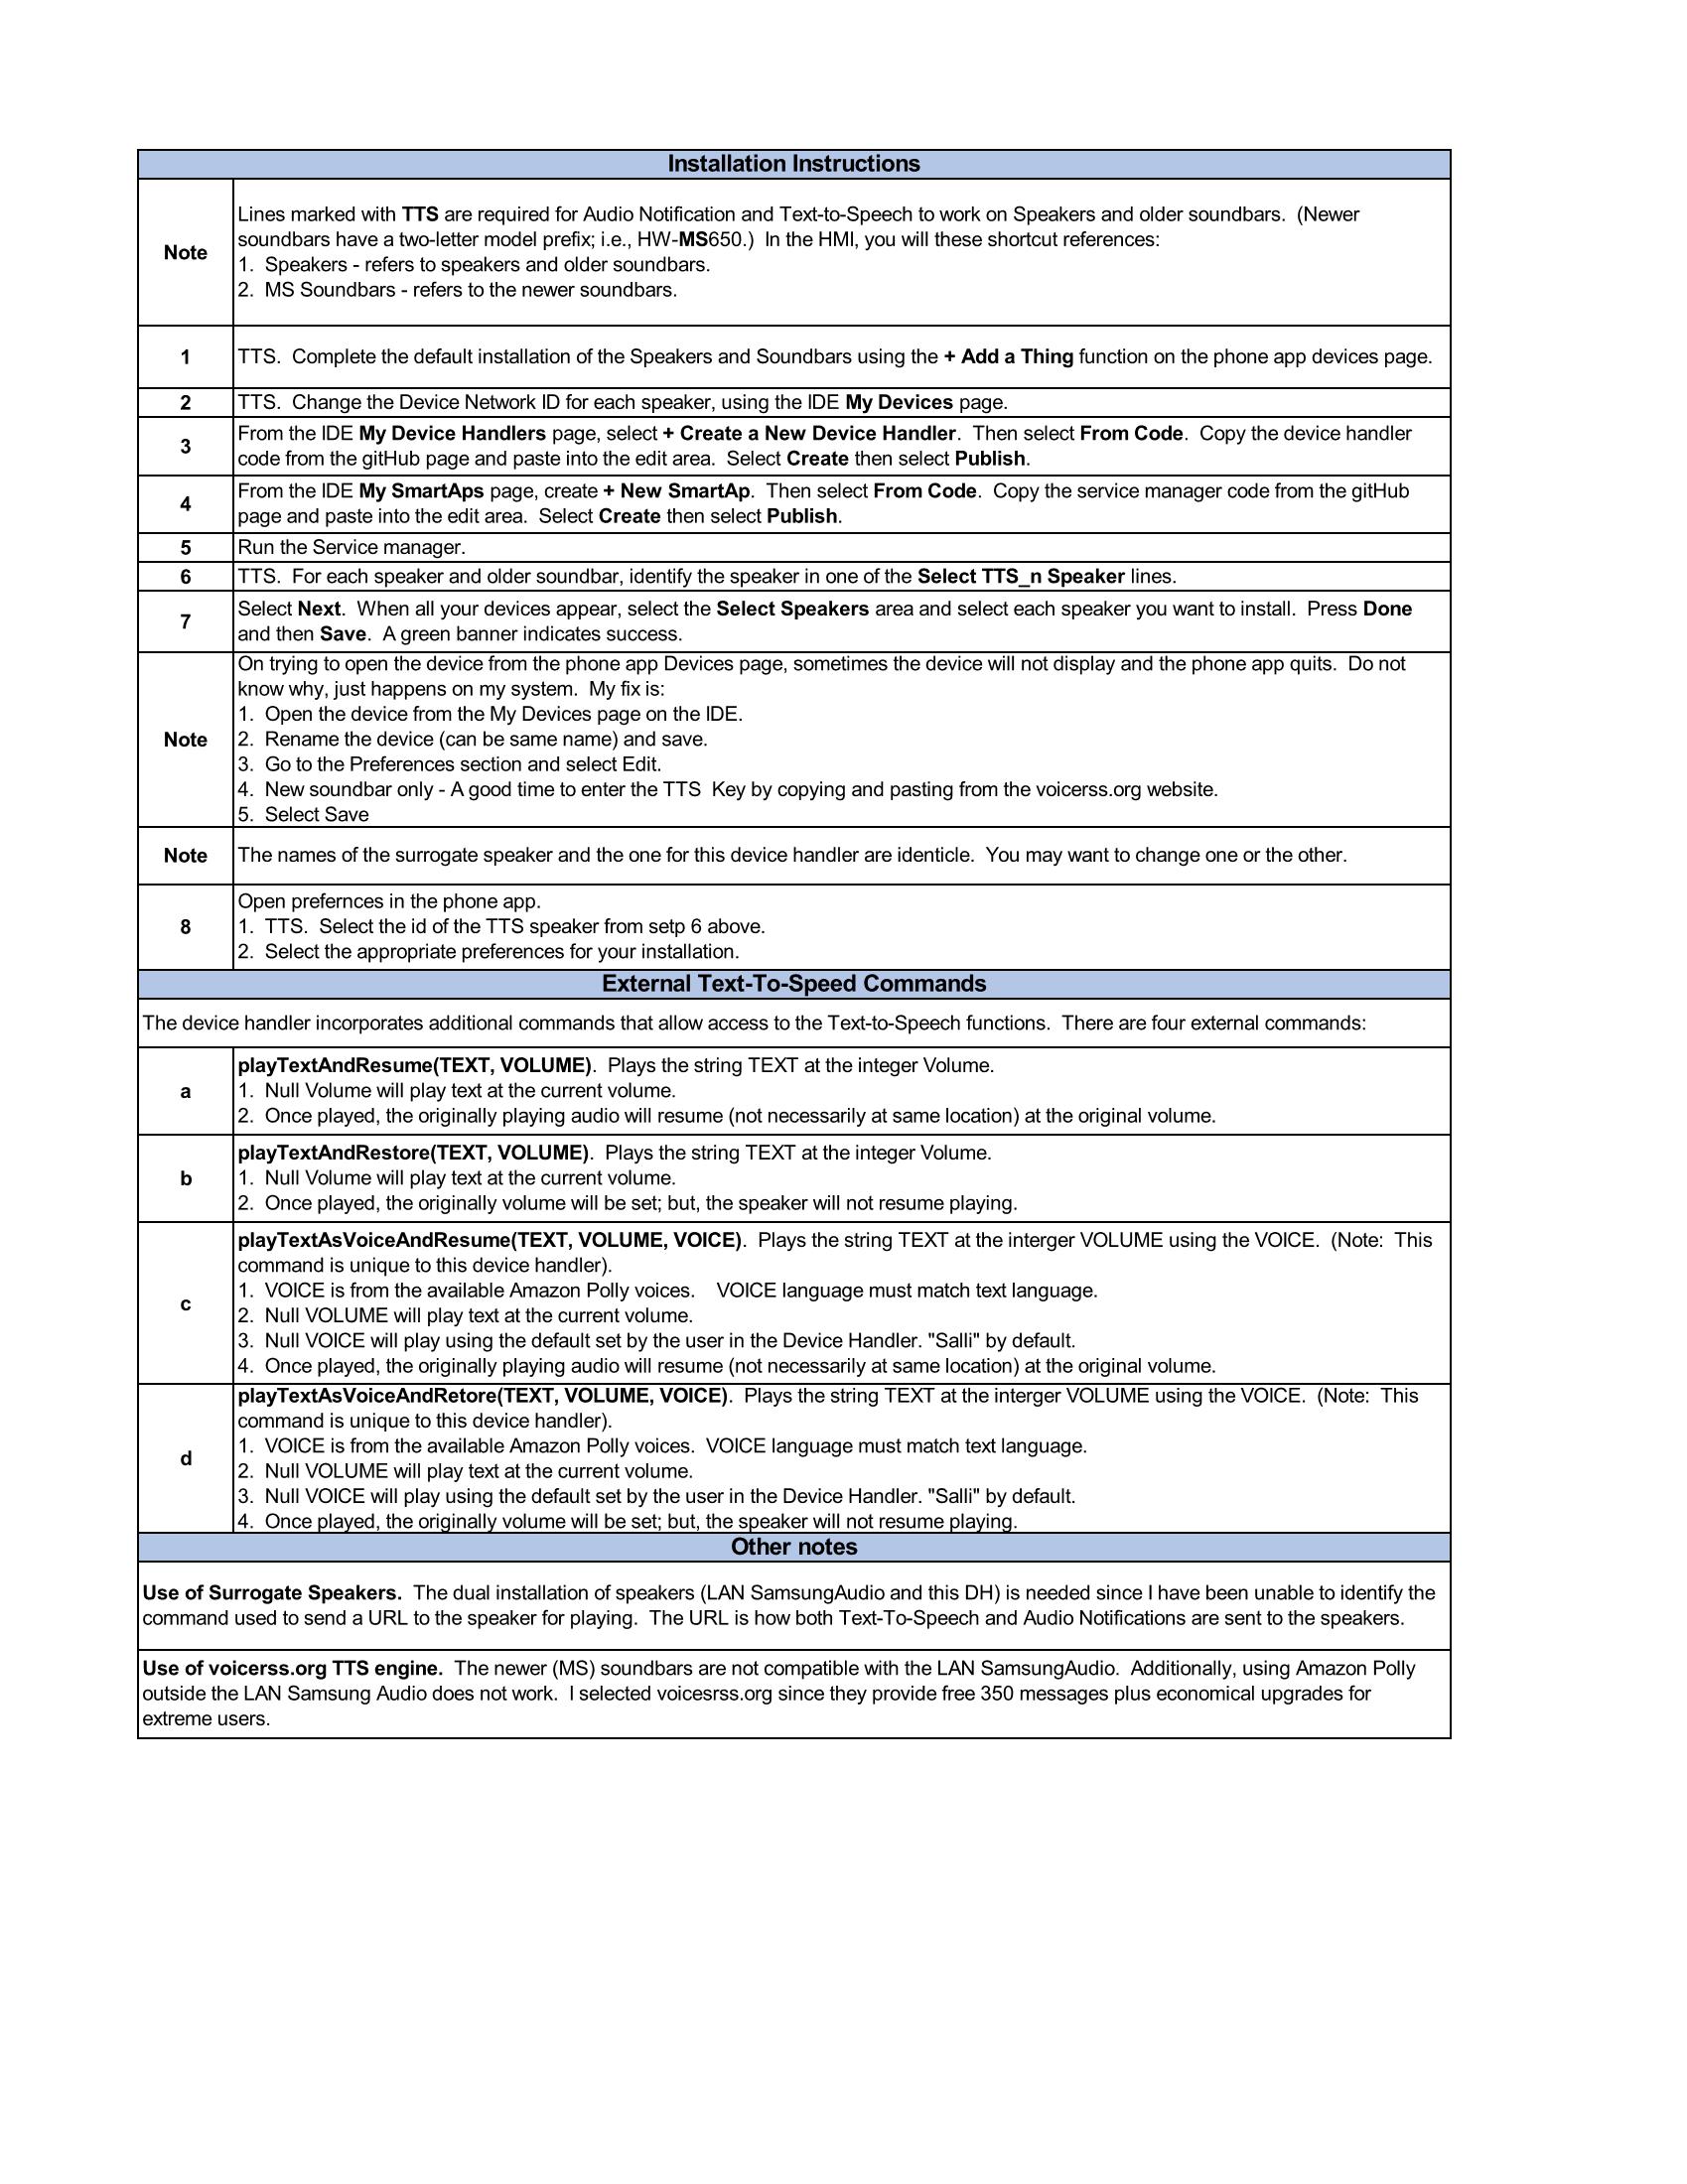 Installation Instructions
Note
Lines marked with TTS are required for Audio Notification and Text-to-Speech to work on Speakers and older soundbars.  (Newer
soundbars have a two-letter model prefix; i.e., HW-MS650.)  In the HMI, you will these shortcut references:
1.  Speakers - refers to speakers and older soundbars.
2.  MS Soundbars - refers to the newer soundbars.
1
TTS.  Complete the default installation of the Speakers and Soundbars using the + Add a Thing function on the phone app devices page.
2
TTS.  Change the Device Network ID for each speaker, using the IDE My Devices page.
3
From the IDE My Device Handlers page, select + Create a New Device Handler.  Then select From Code.  Copy the device handler
code from the gitHub page and paste into the edit area.  Select Create then select Publish.
4
From the IDE My SmartAps page, create + New SmartAp.  Then select From Code.  Copy the service manager code from the gitHub
page and paste into the edit area.  Select Create then select Publish.
5
Run the Service manager.
6
TTS.  For each speaker and older soundbar, identify the speaker in one of the Select TTS_n Speaker lines.
7
Select Next.  When all your devices appear, select the Select Speakers area and select each speaker you want to install.  Press Done
and then Save.  A green banner indicates success.
Note
On trying to open the device from the phone app Devices page, sometimes the device will not display and the phone app quits.  Do not
know why, just happens on my system.  My fix is:
1.  Open the device from the My Devices page on the IDE.
2.  Rename the device (can be same name) and save.
3.  Go to the Preferences section and select Edit.
4.  New soundbar only - A good time to enter the TTS  Key by copying and pasting from the voicerss.org website.
5.  Select Save
Note
The names of the surrogate speaker and the one for this device handler are identicle.  You may want to change one or the other.
8
Open prefernces in the phone app.
1.  TTS.  Select the id of the TTS speaker from setp 6 above.
2.  Select the appropriate preferences for your installation.
External Text-To-Speed Commands
The device handler incorporates additional commands that allow access to the Text-to-Speech functions.  There are four external commands:
a
playTextAndResume(TEXT, VOLUME).  Plays the string TEXT at the integer Volume.
1.  Null Volume will play text at the current volume.
2.  Once played, the originally playing audio will resume (not necessarily at same location) at the original volume.
b
playTextAndRestore(TEXT, VOLUME).  Plays the string TEXT at the integer Volume.
1.  Null Volume will play text at the current volume.
2.  Once played, the originally volume will be set; but, the speaker will not resume playing.
c
playTextAsVoiceAndResume(TEXT, VOLUME, VOICE).  Plays the string TEXT at the interger VOLUME using the VOICE.  (Note:  This
command is unique to this device handler).
1.  VOICE is from the available Amazon Polly voices.    VOICE language must match text language.
2.  Null VOLUME will play text at the current volume.
3.  Null VOICE will play using the default set by the user in the Device Handler. "Salli" by default.
4.  Once played, the originally playing audio will resume (not necessarily at same location) at the original volume.
d
playTextAsVoiceAndRetore(TEXT, VOLUME, VOICE).  Plays the string TEXT at the interger VOLUME using the VOICE.  (Note:  This
command is unique to this device handler).
1.  VOICE is from the available Amazon Polly voices.  VOICE language must match text language.
2.  Null VOLUME will play text at the current volume.
3.  Null VOICE will play using the default set by the user in the Device Handler. "Salli" by default.
4.  Once played, the originally volume will be set; but, the speaker will not resume playing.
Other notes
Use of Surrogate Speakers.  The dual installation of speakers (LAN SamsungAudio and this DH) is needed since I have been unable to identify the
command used to send a URL to the speaker for playing.  The URL is how both Text-To-Speech and Audio Notifications are sent to the speakers.
Use of voicerss.org TTS engine.  The newer (MS) soundbars are not compatible with the LAN SamsungAudio.  Additionally, using Amazon Polly
outside the LAN Samsung Audio does not work.  I selected voicesrss.org since they provide free 350 messages plus economical upgrades for
extreme users.